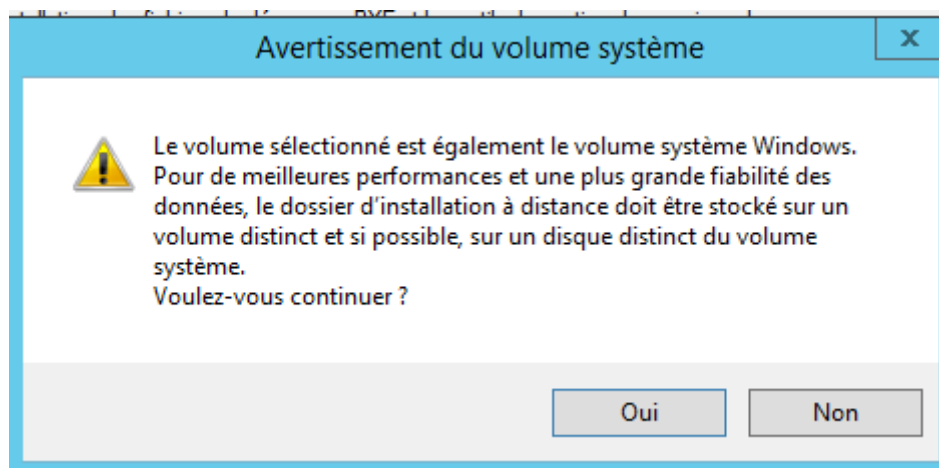 Avertissement du volume système
x
Le volume sélectionné est également le volume système Windows.
Pour de meilleures performances et une plus grande fiabilité des
données, le dossier d'installation à distance doit être stocké sur un
volume distinct et si possible, sur un disque distinct du volume
système.
Voulez-vous continuer ?
Oui
Non